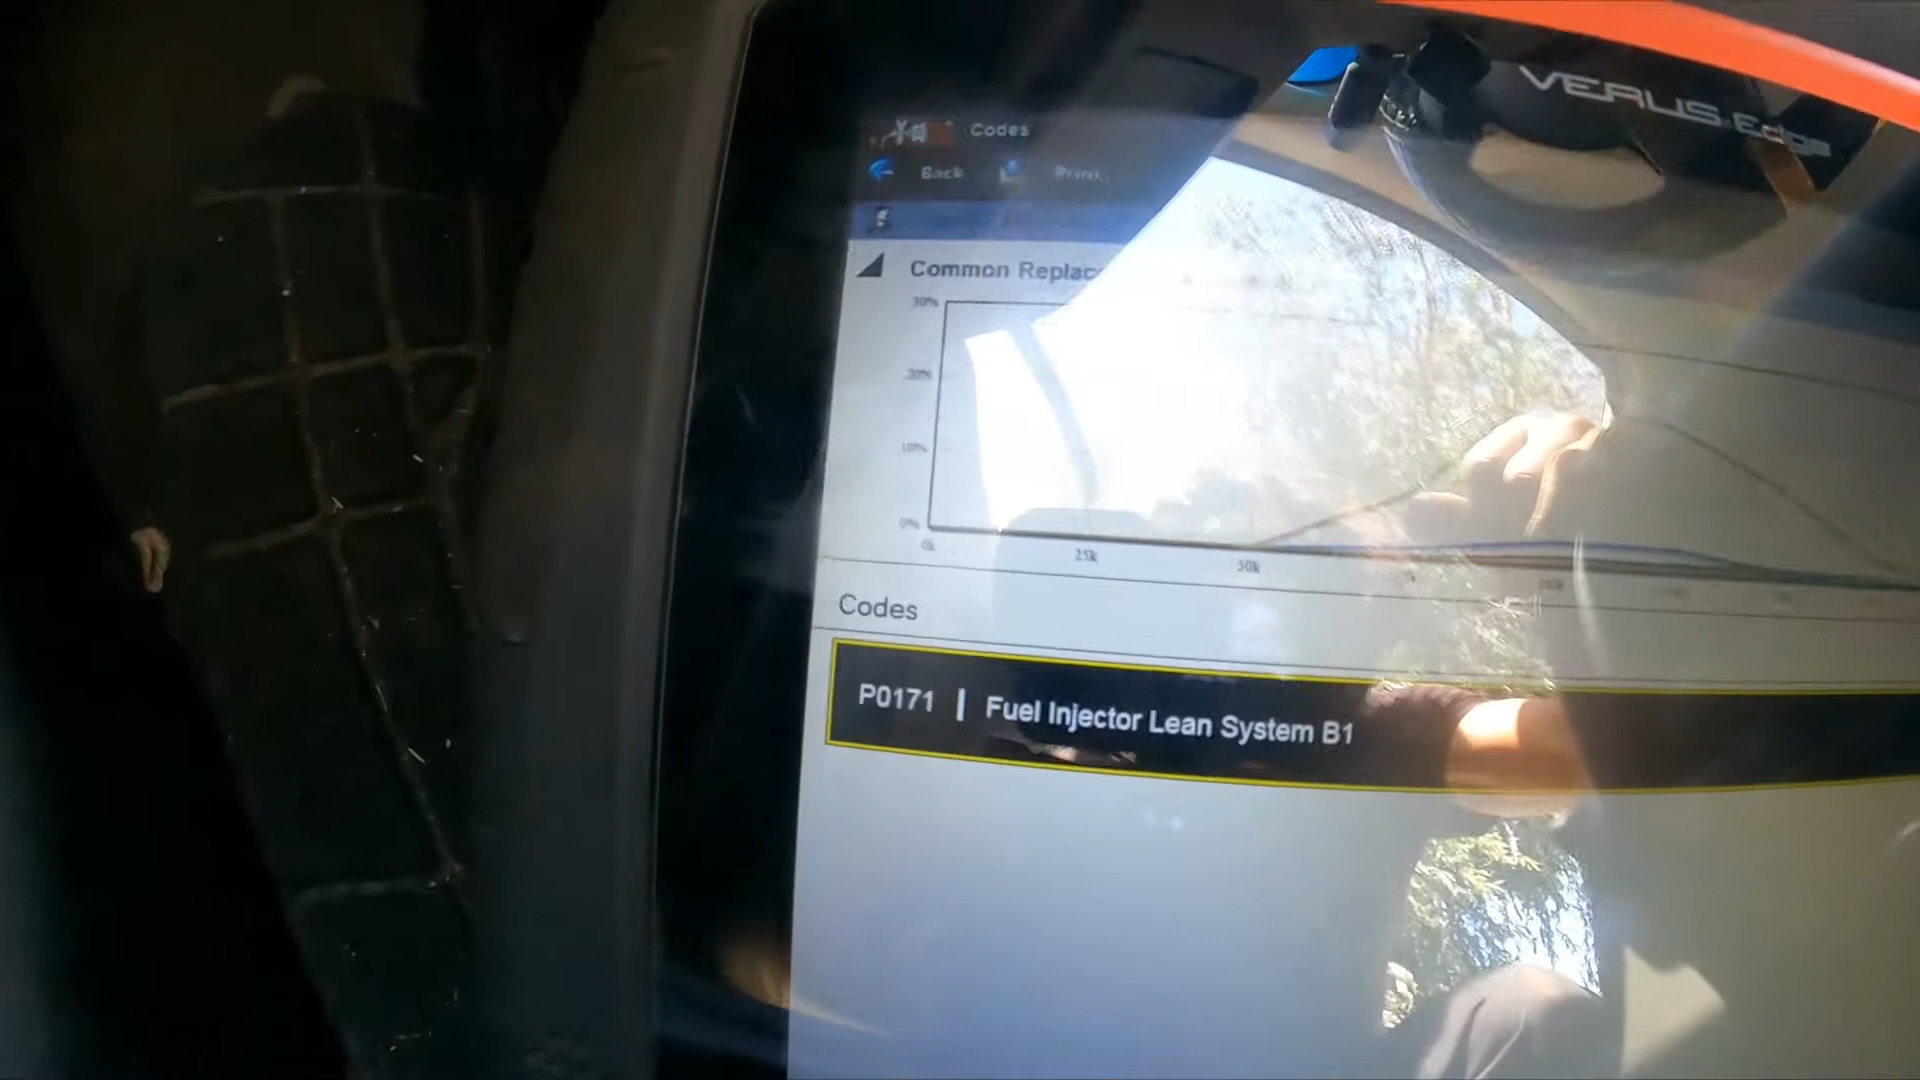 VERUS Edge
Codes
Back Print..
Common Replac
30%
20%
10%
0%
0k 25k 50k
Codes
P0171 | Fuel Injector Lean System B1